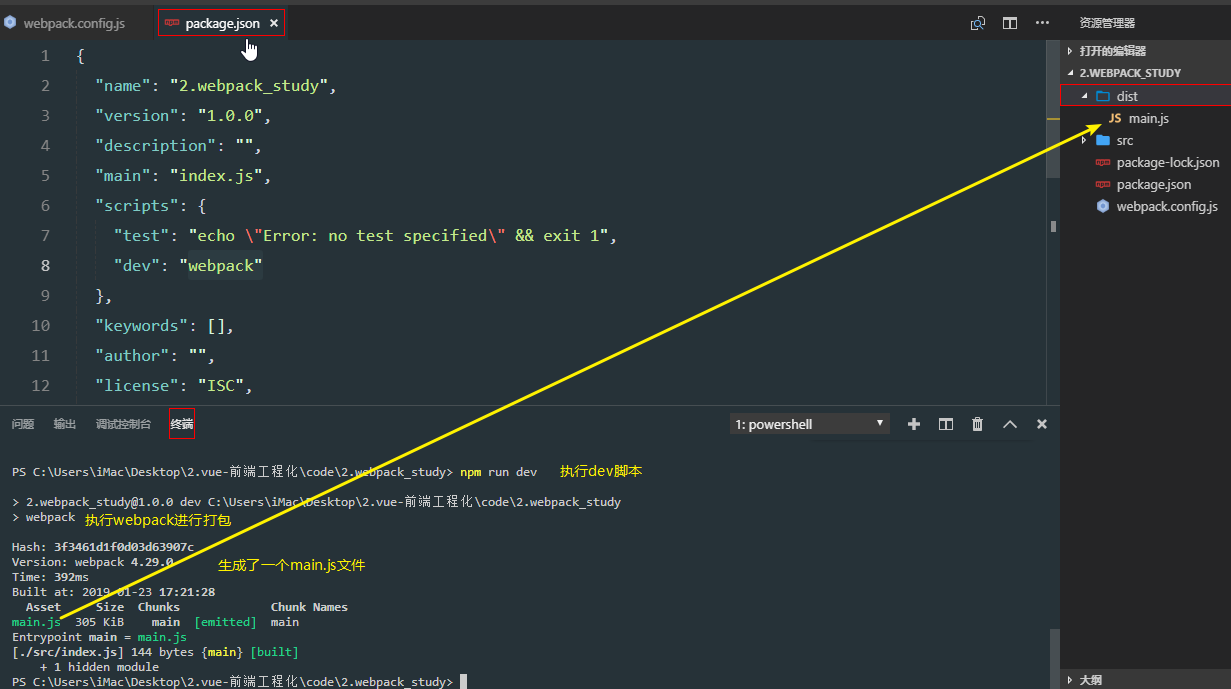 webpack.config.js
package.json ×
资源管理器
打开的编辑器
2.WEBPACK_STUDY
dist
JS main.js
src
package-lock.json
package.json
webpack.config.js
大纲
1 {
2 "name": "2.webpack_study",
3 "version": "1.0.0",
4 "description": "",
5 "main": "index.js",
6 "scripts": {
7 "test": "echo \"Error: no test specified\" && exit 1",
8 "dev": "webpack"
9 },
10 "keywords": [],
11 "author": "",
12 "license": "ISC",
问题 输出 调试控制台 终端
1: powershell
PS C:\Users\iMac\Desktop\2.vue-前端工程化\code\2.webpack_study> npm run dev 执行dev脚本
> 2.webpack_study@1.0.0 dev C:\Users\iMac\Desktop\2.vue-前端工程化\code\2.webpack_study
> webpack 执行webpack进行打包
Hash: 3f3461d1f0d03d63907c
Version: webpack 4.29.0 生成了一个main.js文件
Time: 392ms
Built at: 2019-01-23 17:21:28
Asset Size Chunks Chunk Names
main.js 305 KiB main [emitted] main
Entrypoint main = main.js
[./src/index.js] 144 bytes {main} [built]
+ 1 hidden module
PS C:\Users\iMac\Desktop\2.vue-前端工程化\code\2.webpack_study>